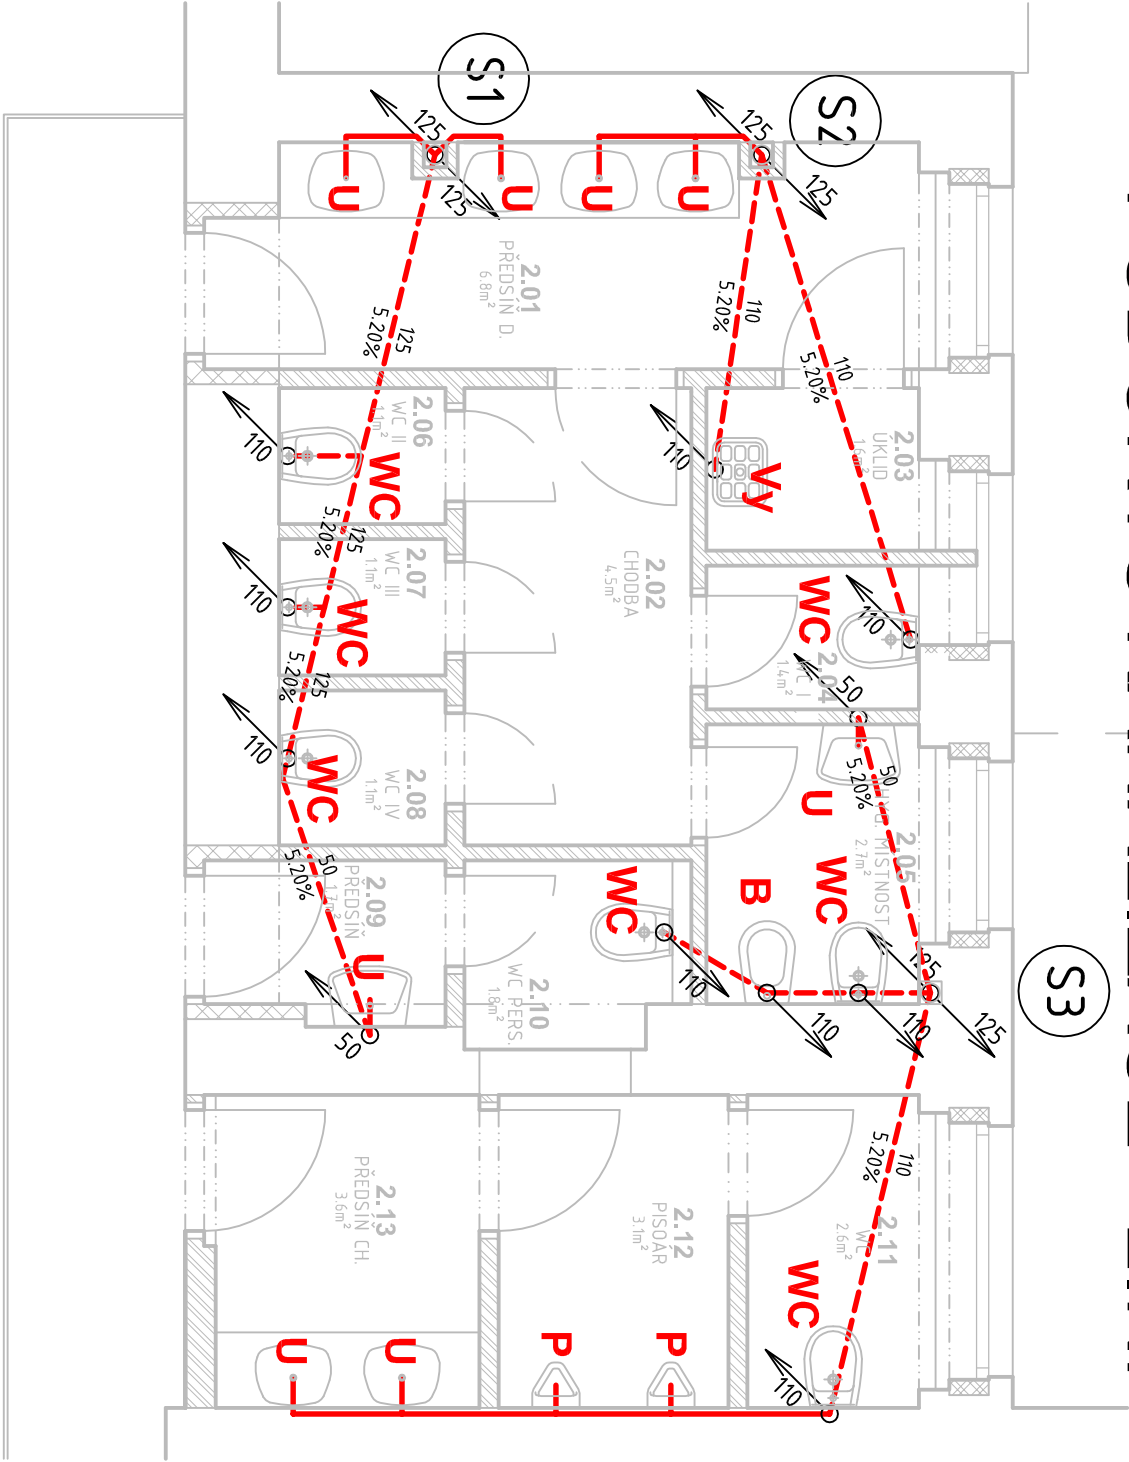 S1
S2
S3
125
125
125
125
U
U
U
U
2.01
PŘEDSÍŇ D.
6.8m²
125
5.20%
110
5.20%
110
5.20%
2.06
WC II
1.1m²
110
WC
110
Vy
2.03
ÚKLID
125
5.20%
2.07
WC III
1.1m²
110
WC
2.02
CHODBA
4.5m²
WC
110
2.04
WC I
1.4m²
50
125
5.20%
2.08
WC IV
1.1m²
110
WC
50
5.20%
U
2.05
HYG. MÍSTNOST
2.7m²
50
5.20%
2.09
PŘEDSÍŇ
U
50
WC
110
2.10
WC PERS.
1.8m²
B
WC
110
110
125
125
110
5.20%
2.13
PŘEDSÍŇ CH.
3.6m²
2.12
PISOÁR
3.1m²
2.11
WC
2.6m²
WC
110
U
U
P
P